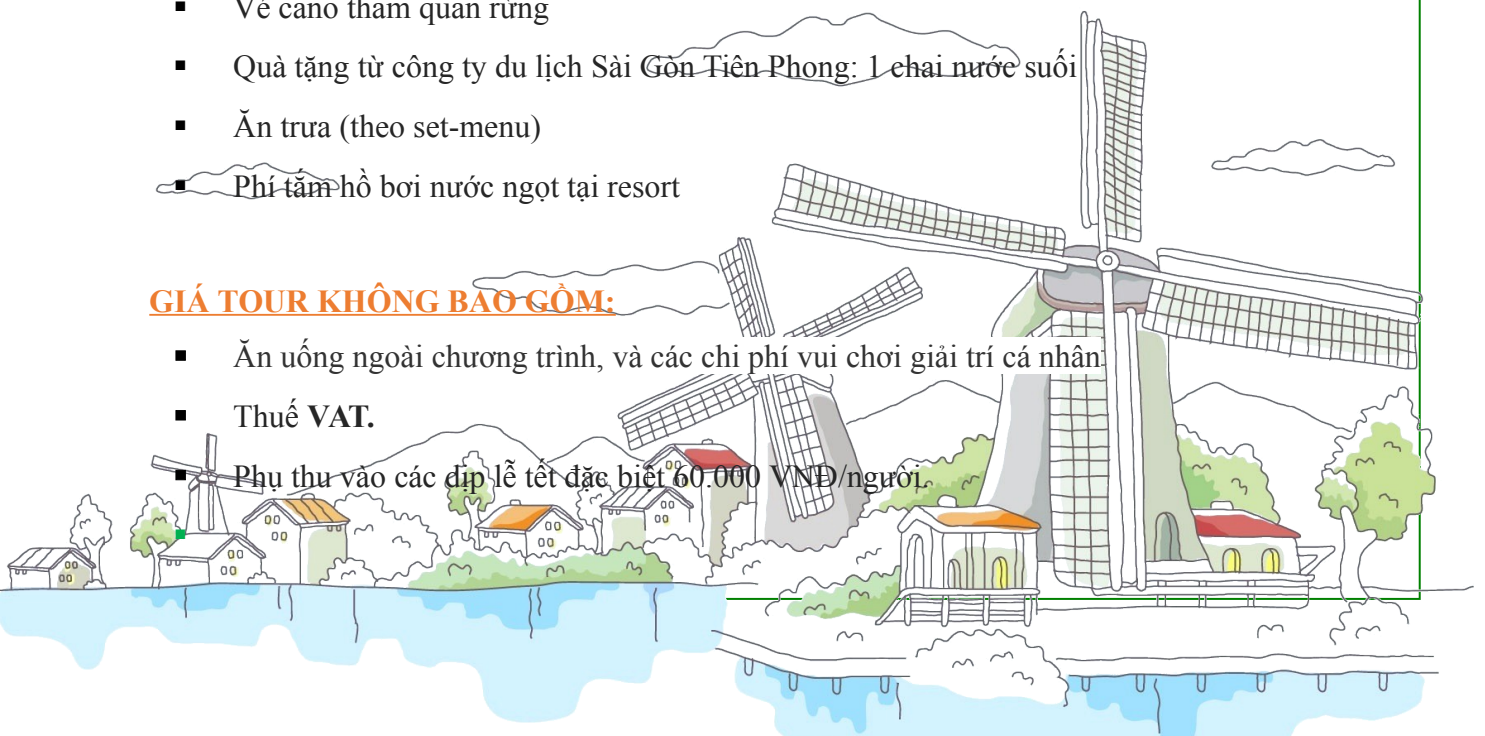 Vé cano tham quan rừng
Quà tặng từ công ty du lịch Sài Gòn Tiên Phong: 1 chai nước suối
Ăn trưa (theo set-menu)
Phí tắm hồ bơi nước ngọt tại resort
GIÁ TOUR KHÔNG BAO GỒM:
Ăn uống ngoài chương trình, và các chi phí vui chơi giải trí cá nhân
Thuế VAT.
Phụ thu vào các dịp lễ tết đặc biệt 60.000 VNĐ/người.